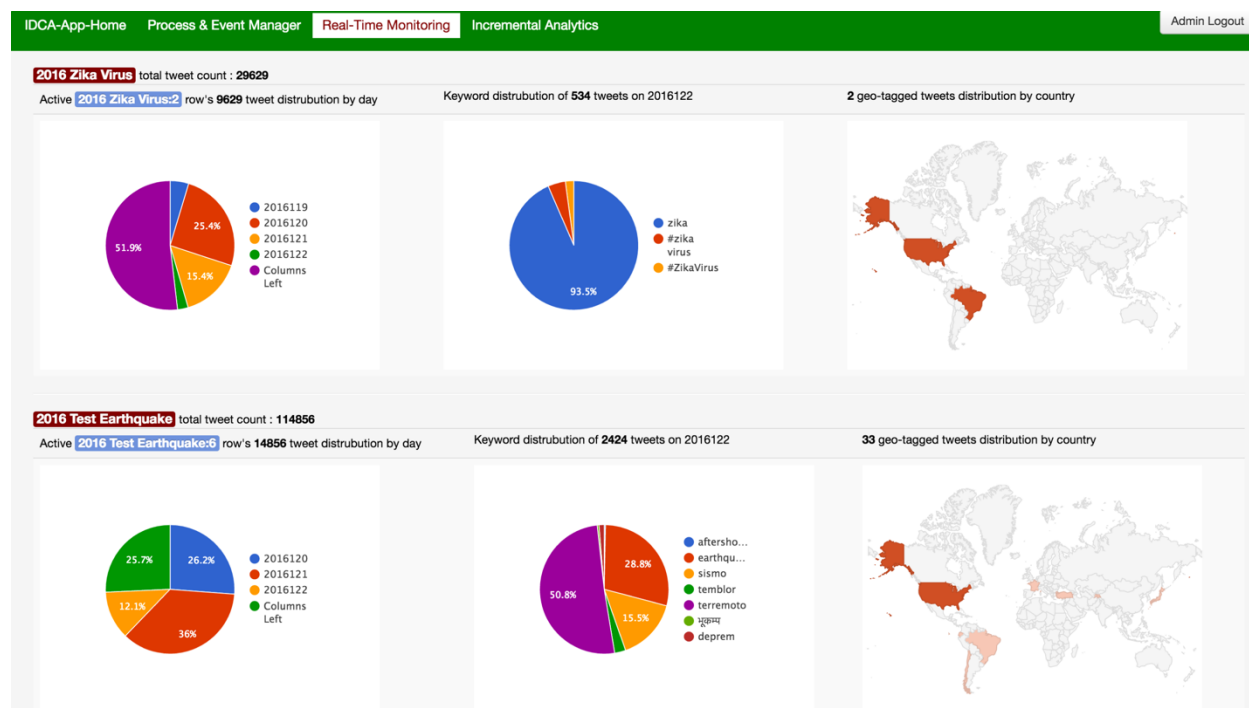 IDCA-App-Home Process & Event Manager Real-Time Monitoring Incremental Analytics Admin Logout
2016 Zika Virus total tweet count : 29629
Active 2016 Zika Virus:2 row's 9629 tweet distrubution by day
Keyword distrubution of 534 tweets on 2016122
2 geo-tagged tweets distribution by country
25.4%
51.9%
15.4%
2016119
2016120
2016121
2016122
Columns
Left
93.5%
zika
#zika
virus
#ZikaVirus
2016 Test Earthquake total tweet count : 114856
Active 2016 Test Earthquake:6 row's 14856 tweet distrubution by day
Keyword distrubution of 2424 tweets on 2016122
33 geo-tagged tweets distribution by country
25.7%
26.2%
12.1%
36%
2016120
2016121
2016122
Columns
Left
28.8%
50.8%
15.5%
aftersho...
earthqu...
sismo
temblor
terremoto
भूकम्प
deprem